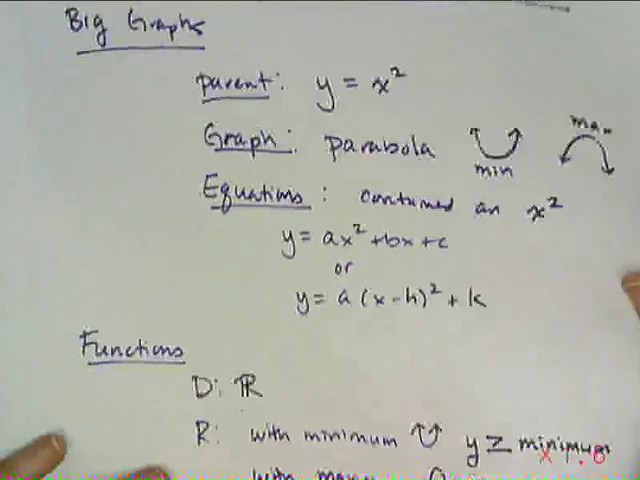 Big Graphs
parent: y = x²
Graph: parabola min max
Equations: contained an x²
y = ax² + bx + c
or
y = a(x-h)² + k
Functions
D: ℝ
R: with minimum y ≥ minimum
with